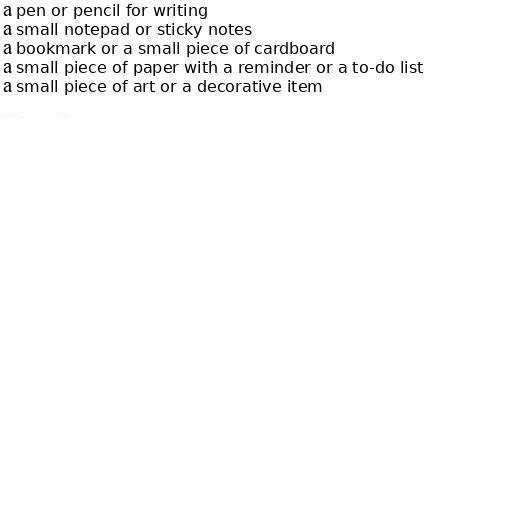 a pen or pencil for writing
a small notepad or sticky notes
a bookmark or a small piece of cardboard
a small piece of paper with a reminder or a to-do list
a small piece of art or a decorative item